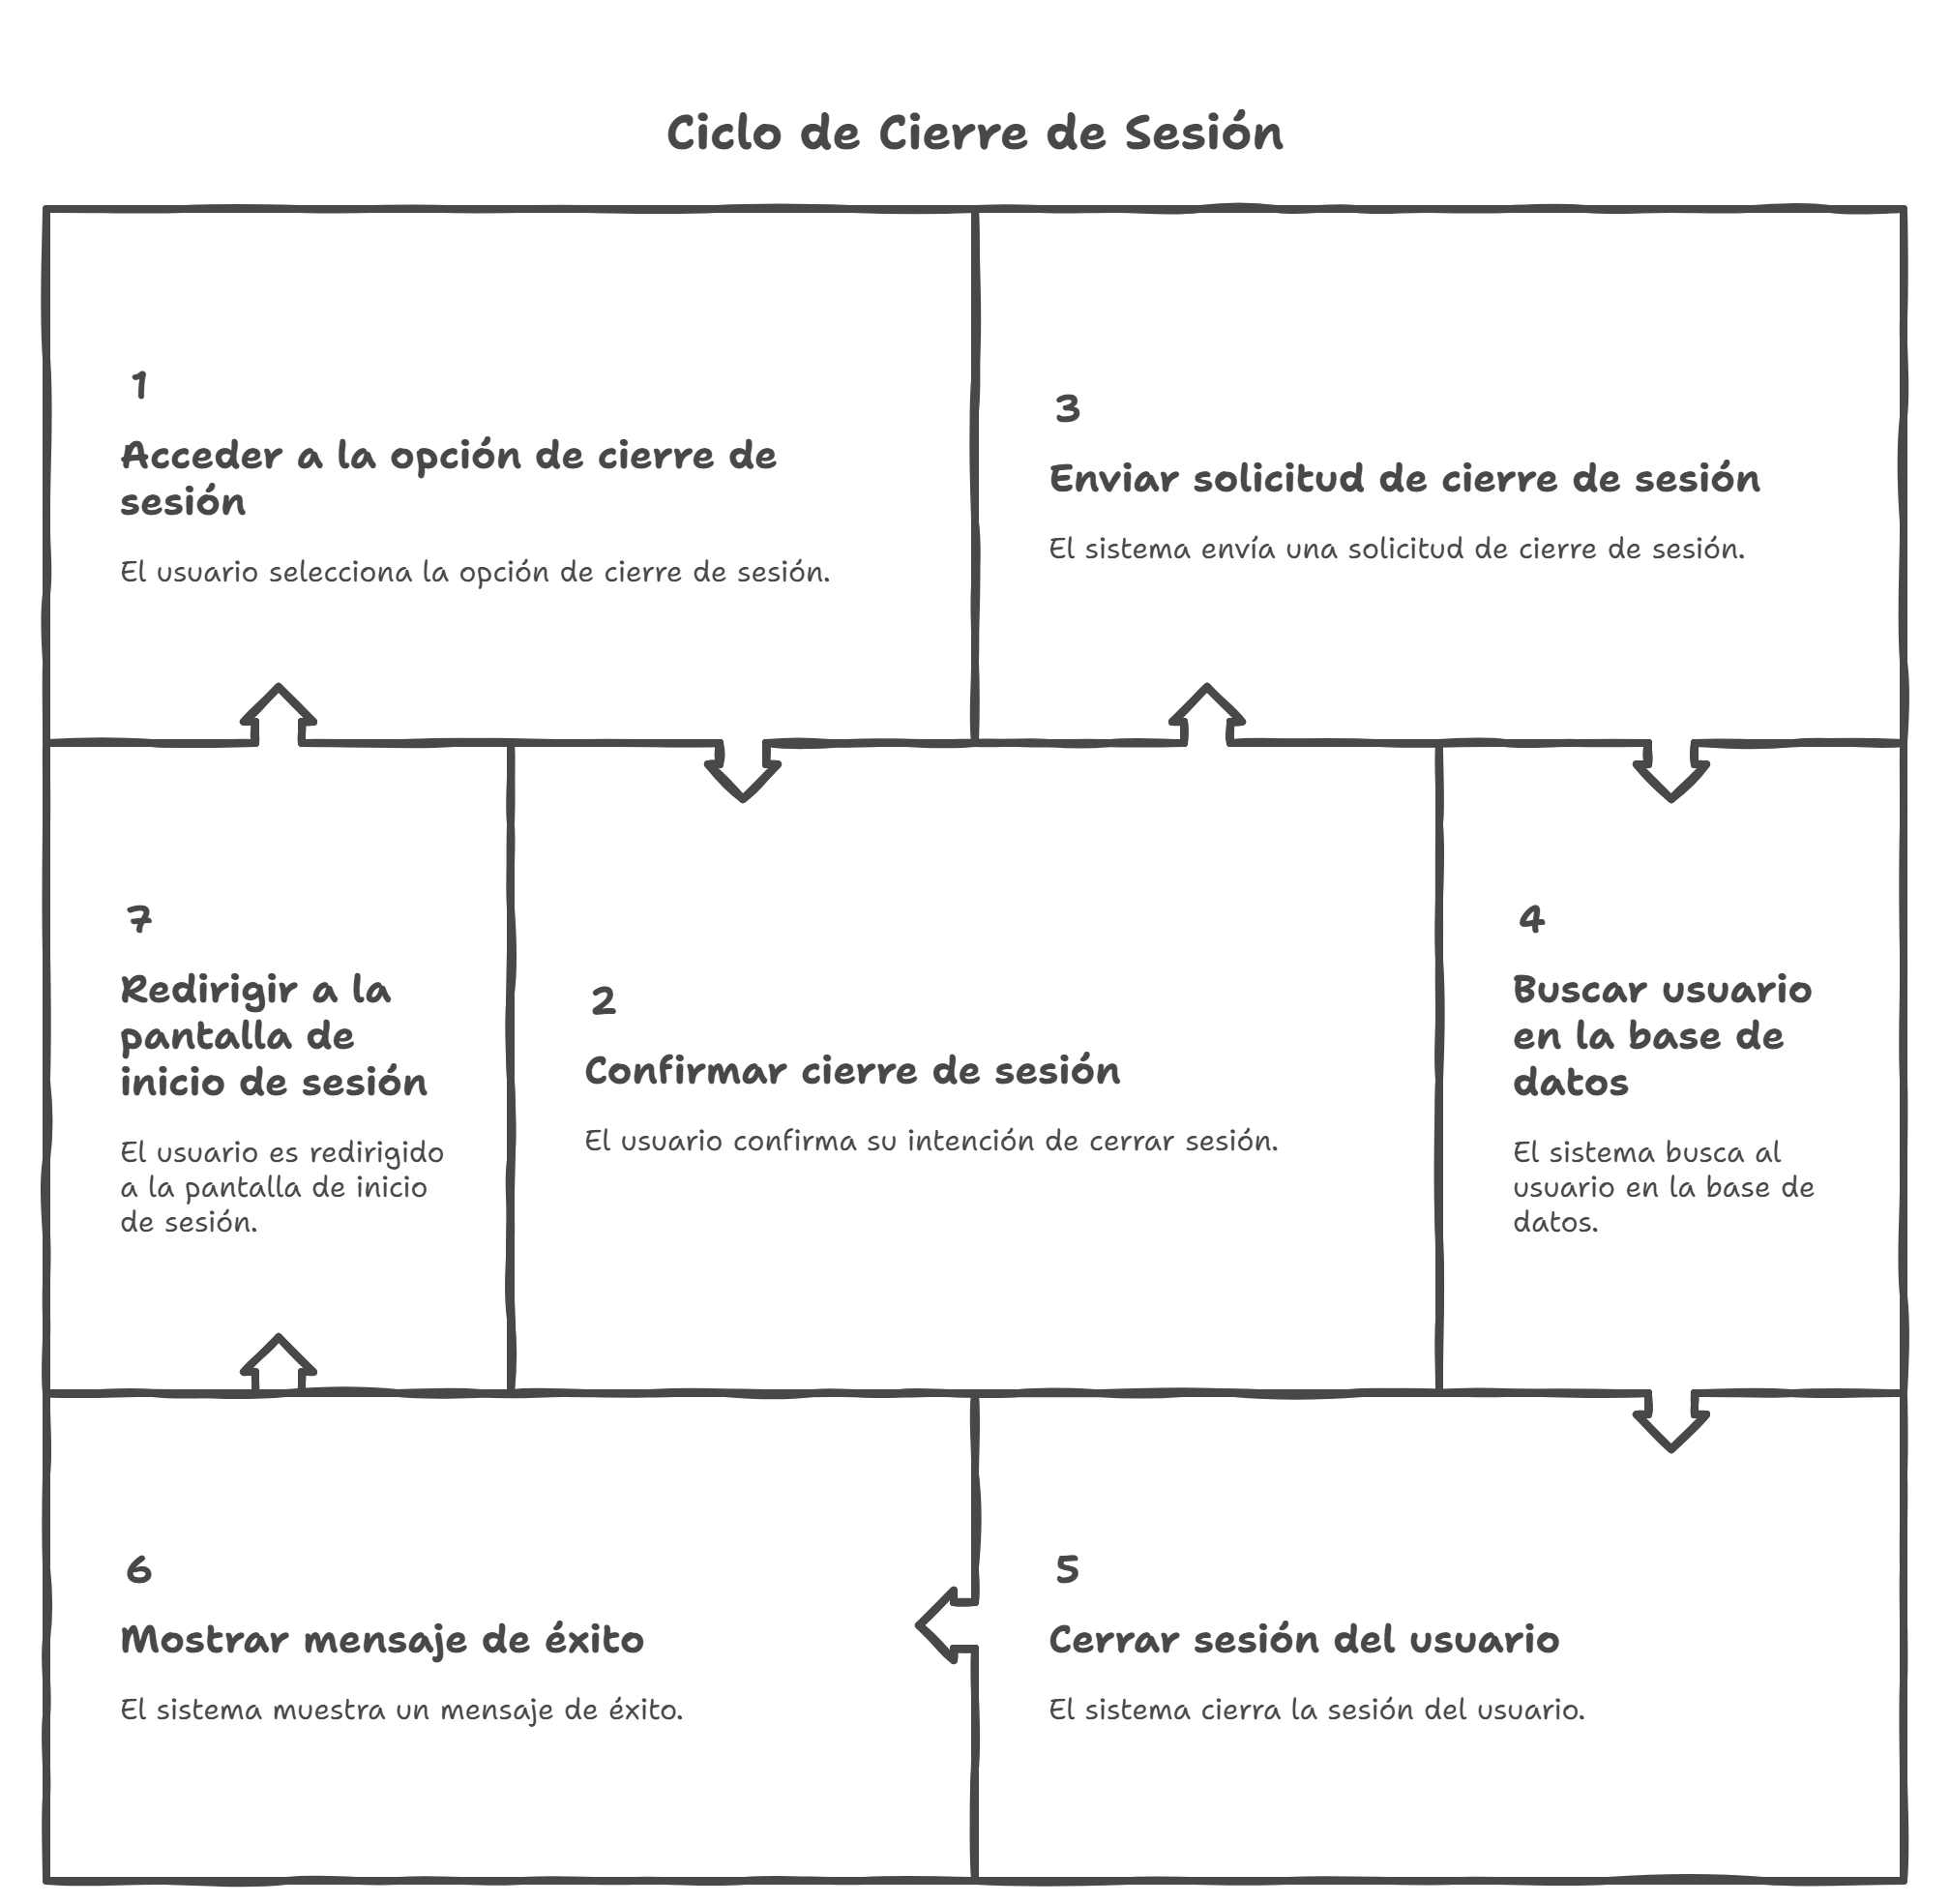 Ciclo de Cierre de Sesión
1
Acceder a la opción de cierre de
sesión
El usuario selecciona la opción de cierre de sesión.
3
Enviar solicitud de cierre de sesión
El sistema envía una solicitud de cierre de sesión.
7
Redirigir a la
pantalla de
inicio de sesión
El usuario es redirigido
a la pantalla de inicio
de sesión.
2
Confirmar cierre de sesión
El usuario confirma su intención de cerrar sesión.
4
Buscar usuario
en la base de
datos
El sistema busca al
usuario en la base de
datos.
6
Mostrar mensaje de éxito
El sistema muestra un mensaje de éxito.
5
Cerrar sesión del usuario
El sistema cierra la sesión del usuario.